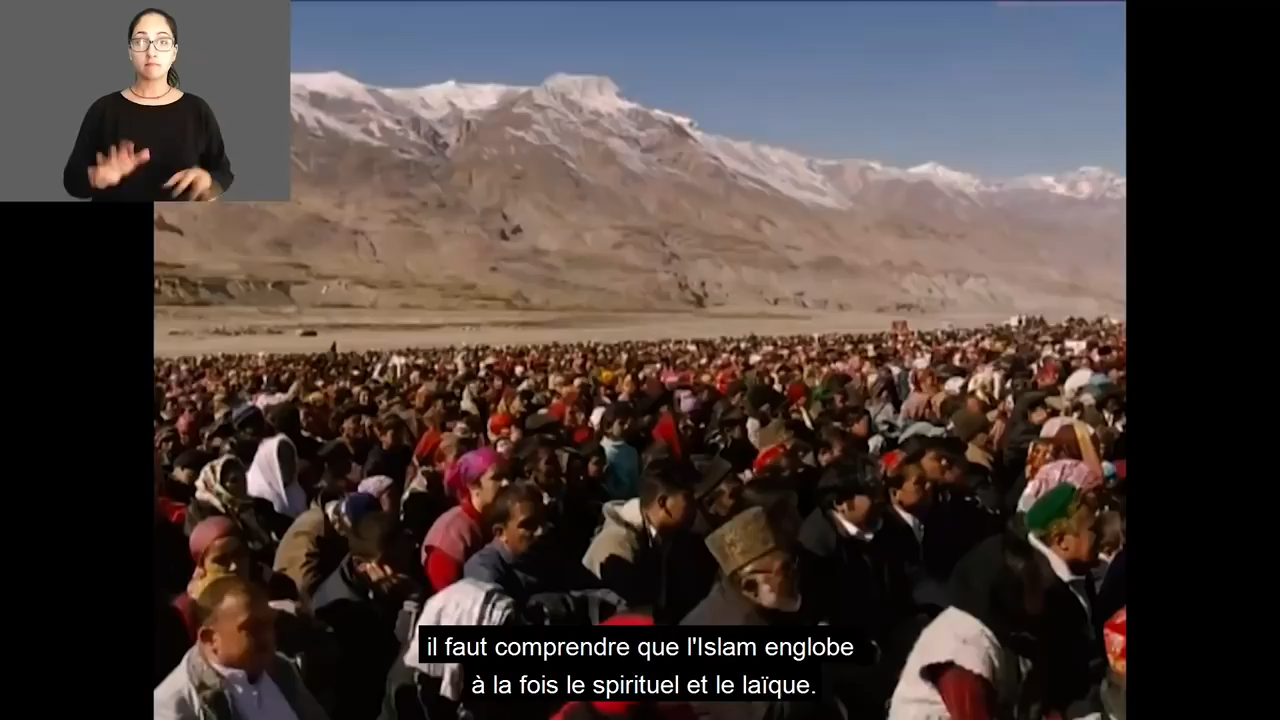 il faut comprendre que l'Islam englobe
à la fois le spirituel et le laïque.